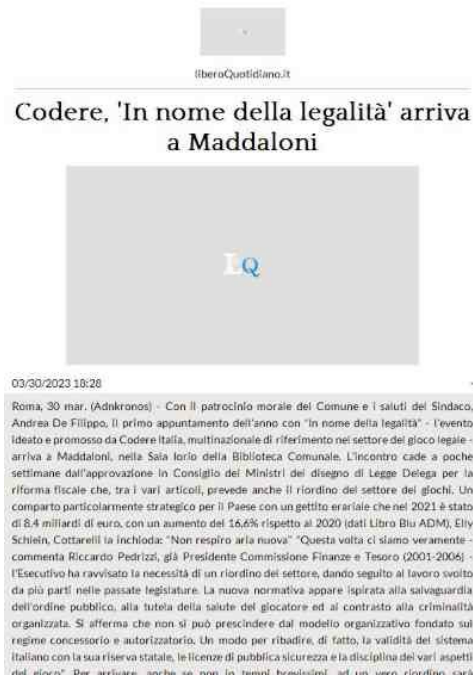 liberoQuotidiano.it
Codere, 'In nome della legalità' arriva
a Maddaloni
LQ
03/30/2023 18:28
Roma, 30 mar. (Adnkronos) - Con il patrocinio morale del Comune e i saluti del Sindaco,
Andrea De Filippo, il primo appuntamento dell'anno con "In nome della legalità" - l'evento
ideato e promosso da Codere Italia, multinazionale di riferimento nel settore del gioco legale -
arriva a Maddaloni, nella Sala Iorio della Biblioteca Comunale. L'incontro cade a poche
settimane dall'approvazione in Consiglio dei Ministri del disegno di Legge Delega per la
riforma fiscale che, tra i vari articoli, prevede anche il riordino del settore dei giochi. Un
comparto particolarmente strategico per il Paese con un gettito erariale che nel 2021 è stato
di 8,4 miliardi di euro, con un aumento del 16,6% rispetto al 2020 (dati Libro Blu ADM), Elly
Schlein, Cottarelli la inchioda: "Non respiro aria nuova" "Questa volta ci siamo veramente -
commenta Riccardo Pedrizzi, già Presidente Commissione Finanze e Tesoro (2001-2006) -
l'Esecutivo ha ravvisato la necessità di un riordino del settore, dando seguito al lavoro svolto
da più parti nelle passate legislature. La nuova normativa appare ispirata alla salvaguardia
dell'ordine pubblico, alla tutela della salute del giocatore ed al contrasto alla criminalità
organizzata. Si afferma che non si può prescindere dal modello organizzativo fondato sul
regime concessorio e autorizzatorio. Un modo per ribadire, di fatto, la validità del sistema
italiano con la sua riserva statale, le licenze di pubblica sicurezza e la disciplina dei vari aspetti
del gioco". Per arrivare, anche se non in tempi brevissimi, ad un vero riordino sarà